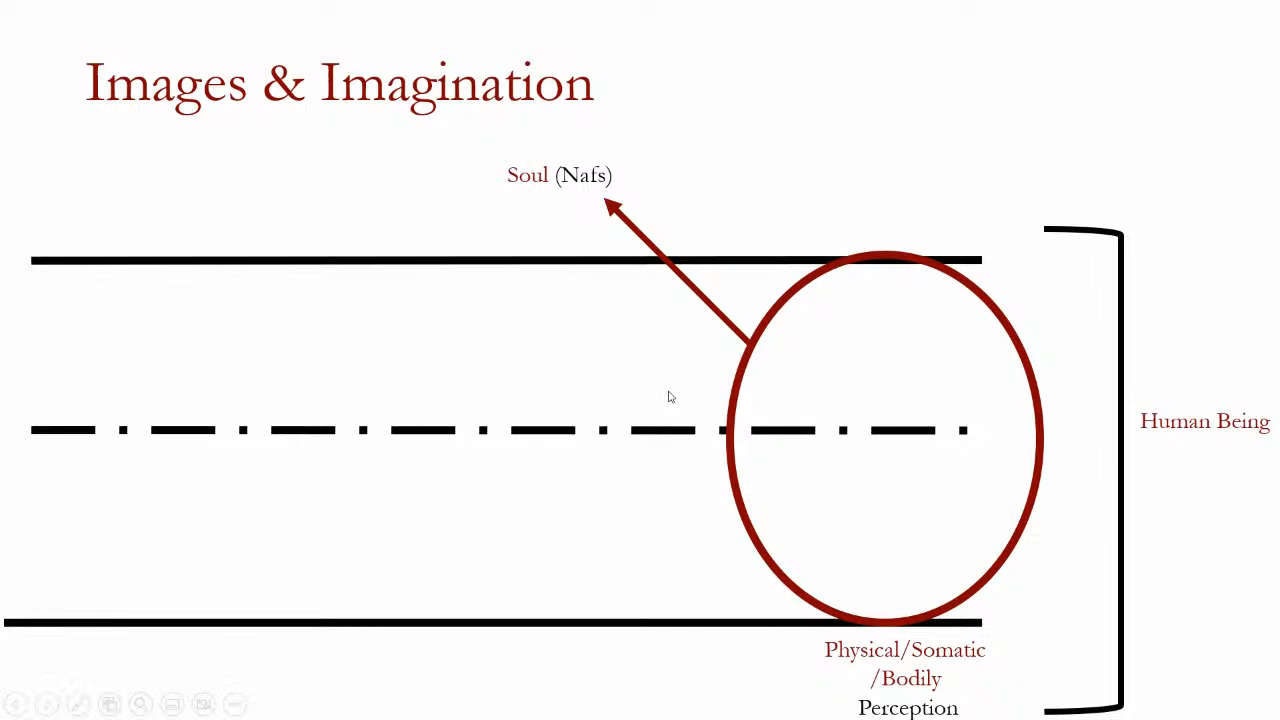 Images & Imagination
Soul (Nafs)
Human Being
Physical/Somatic
/Bodily
Perception